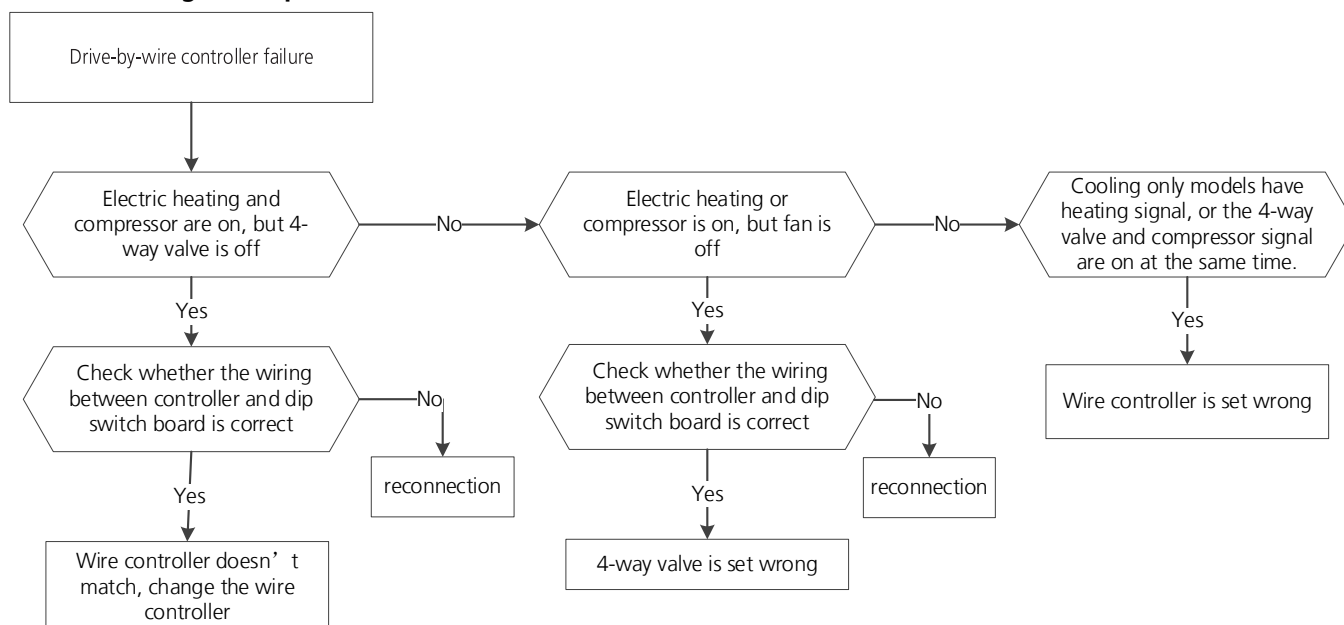 Drive-by-wire controller failure
Electric heating and
compressor are on, but 4-
way valve is off
No
Electric heating or
compressor is on, but fan is
off
No
Cooling only models have
heating signal, or the 4-way
valve and compressor signal
are on at the same time.
Yes
Yes
Yes
Check whether the wiring
between controller and dip
switch board is correct
No
Check whether the wiring
between controller and dip
switch board is correct
No
Wire controller is set wrong
reconnection
reconnection
Yes
Yes
Wire controller doesn’t
match, change the wire
controller
4-way valve is set wrong